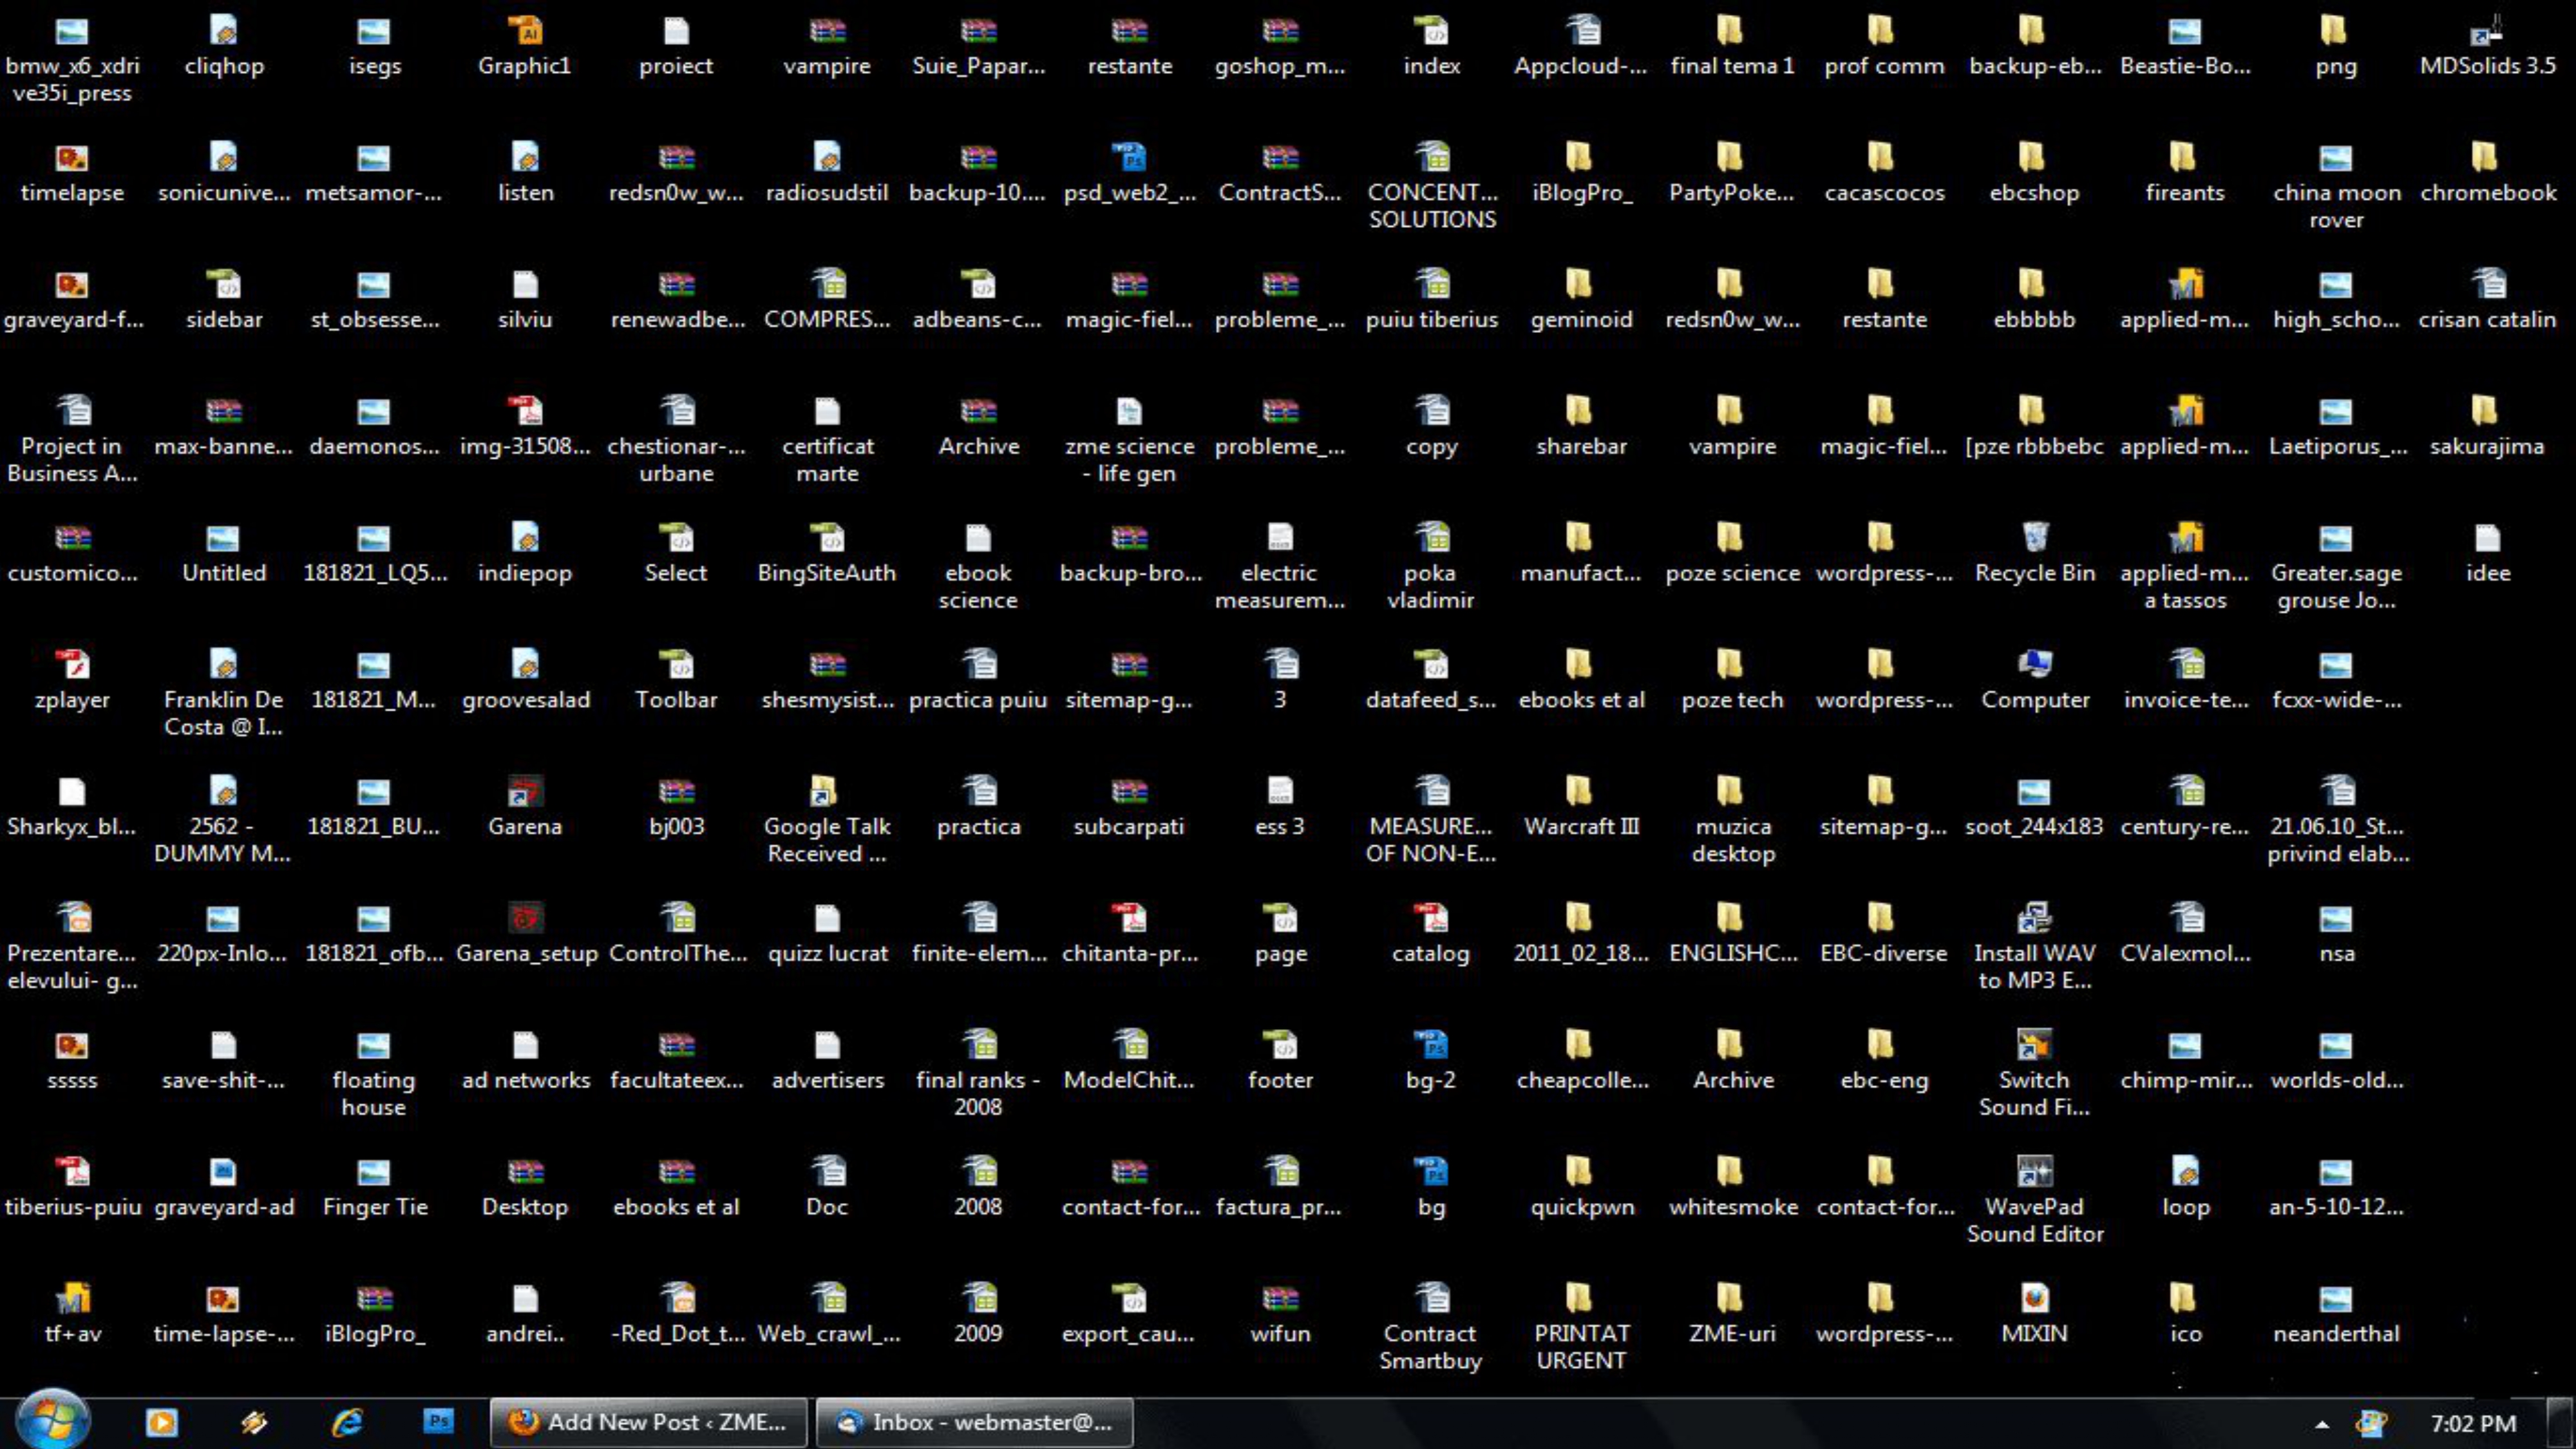 bmw_x6_xdri
ve35i_press
cliqhop
isegs
Graphic1
proiect
vampire
Suie_Papar...
restante
goshop_m...
index
Appcloud-...
final tema 1
prof comm
backup-eb...
Beastie-Bo...
png
MDSolids 3.5
timelapse
sonicunive...
metsamor-...
listen
redsn0w_w...
radiosudstil
backup-10....
psd_web2_...
ContractS...
CONCENT...
SOLUTIONS
iBlogPro_
PartyPoke...
cacascocos
ebcshop
fireants
china moon
rover
chromebook
graveyard-f...
sidebar
st_obsesse...
silviu
renewadbe...
COMPRES...
adbeans-c...
magic-fiel...
probleme_...
puiu tiberius
geminoid
redsn0w_w...
restante
ebbbbb
applied-m...
high_scho...
crisan catalin
Project in
Business A...
max-banne...
daemonos...
img-31508...
chestionar-...
urbane
certificat
marte
Archive
zme science
- life gen
probleme_...
copy
sharebar
vampire
magic-fiel...
[pze rbbbebc
applied-m...
Laetiporus_...
sakurajima
customico...
Untitled
181821_LQ5...
indiepop
Select
BingSiteAuth
ebook
science
backup-bro...
electric
measurem...
poka
vladimir
manufact...
poze science
wordpress-...
Recycle Bin
applied-m...
a tassos
Greater.sage
grouse Jo...
idee
zplayer
Franklin De
Costa @ I...
181821_M...
groovesalad
Toolbar
shesmysist...
practica puiu
sitemap-g...
3
datafeed_s...
ebooks et al
poze tech
wordpress-...
Computer
invoice-te...
fcxx-wide-...
Sharkyx_bl...
2562 -
DUMMY M...
181821_BU...
Garena
bj003
Google Talk
Received ...
practica
subcarpati
ess 3
MEASURE...
OF NON-E...
Warcraft III
muzica
desktop
sitemap-g...
soot_244x183
century-re...
21.06.10_St...
privind elab...
Prezentare...
elevului- g...
220px-Inlo...
181821_ofb...
Garena_setup
ControlThe...
quizz lucrat
finite-elem...
chitanta-pr...
page
catalog
2011_02_18...
ENGLISHC...
EBC-diverse
Install WAV
to MP3 E...
CValexmol...
nsa
sssss
save-shit-...
floating
house
ad networks
facultateex...
advertisers
final ranks -
2008
ModelChit...
footer
bg-2
cheapcolle...
Archive
ebc-eng
Switch
Sound Fi...
chimp-mir...
worlds-old...
tiberius-puiu
graveyard-ad
Finger Tie
Desktop
ebooks et al
Doc
2008
contact-for...
factura_pr...
bg
quickpwn
whitesmoke
contact-for...
WavePad
Sound Editor
loop
an-5-10-12...
tf+av
time-lapse-...
iBlogPro_
andrei..
-Red_Dot_t...
Web_crawl_...
2009
export_cau...
wifun
Contract
Smartbuy
PRINTAT
URGENT
ZME-uri
wordpress-...
MIXIN
ico
neanderthal
Ps
Add New Post ‹ ZME...
Inbox - webmaster@...
7:02 PM